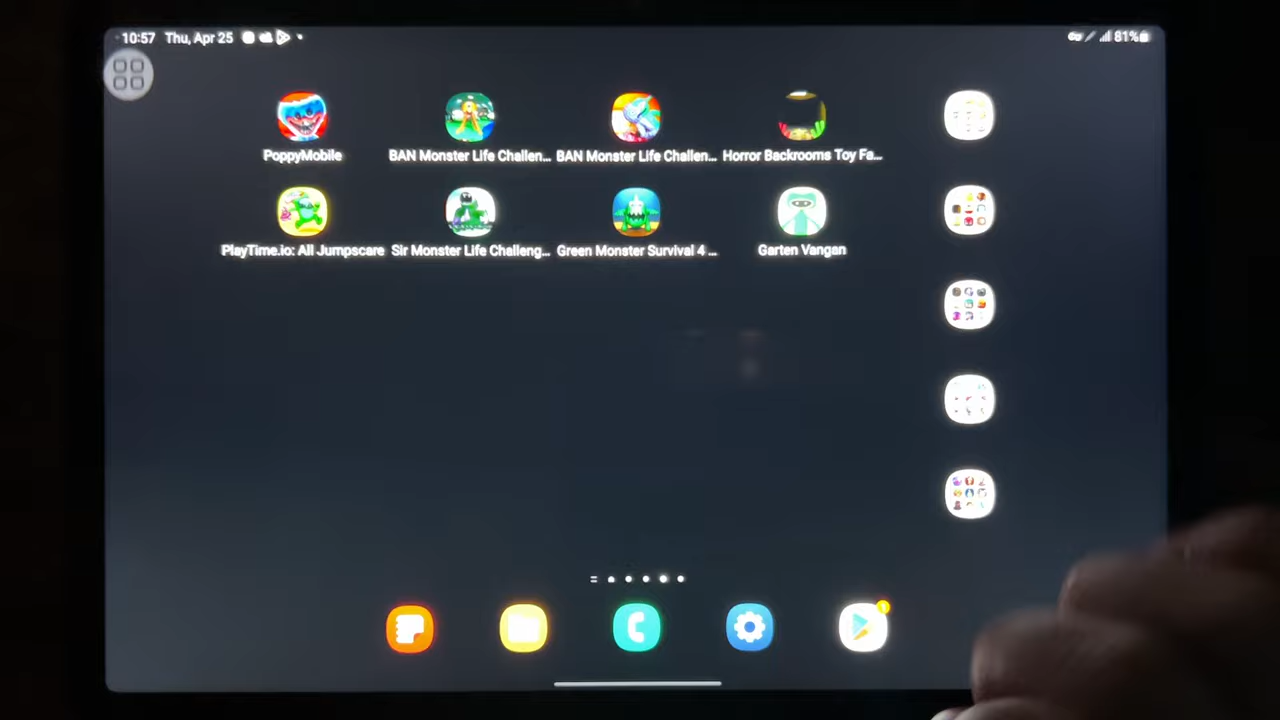 10:57 Thu, Apr 25 81%
PoppyMobile BAN Monster Life Challen... BAN Monster Life Challen... Horror Backrooms Toy Fa...
PlayTime.io: All Jumpscare Sir Monster Life Challeng... Green Monster Survival 4 ... Garten Vangan